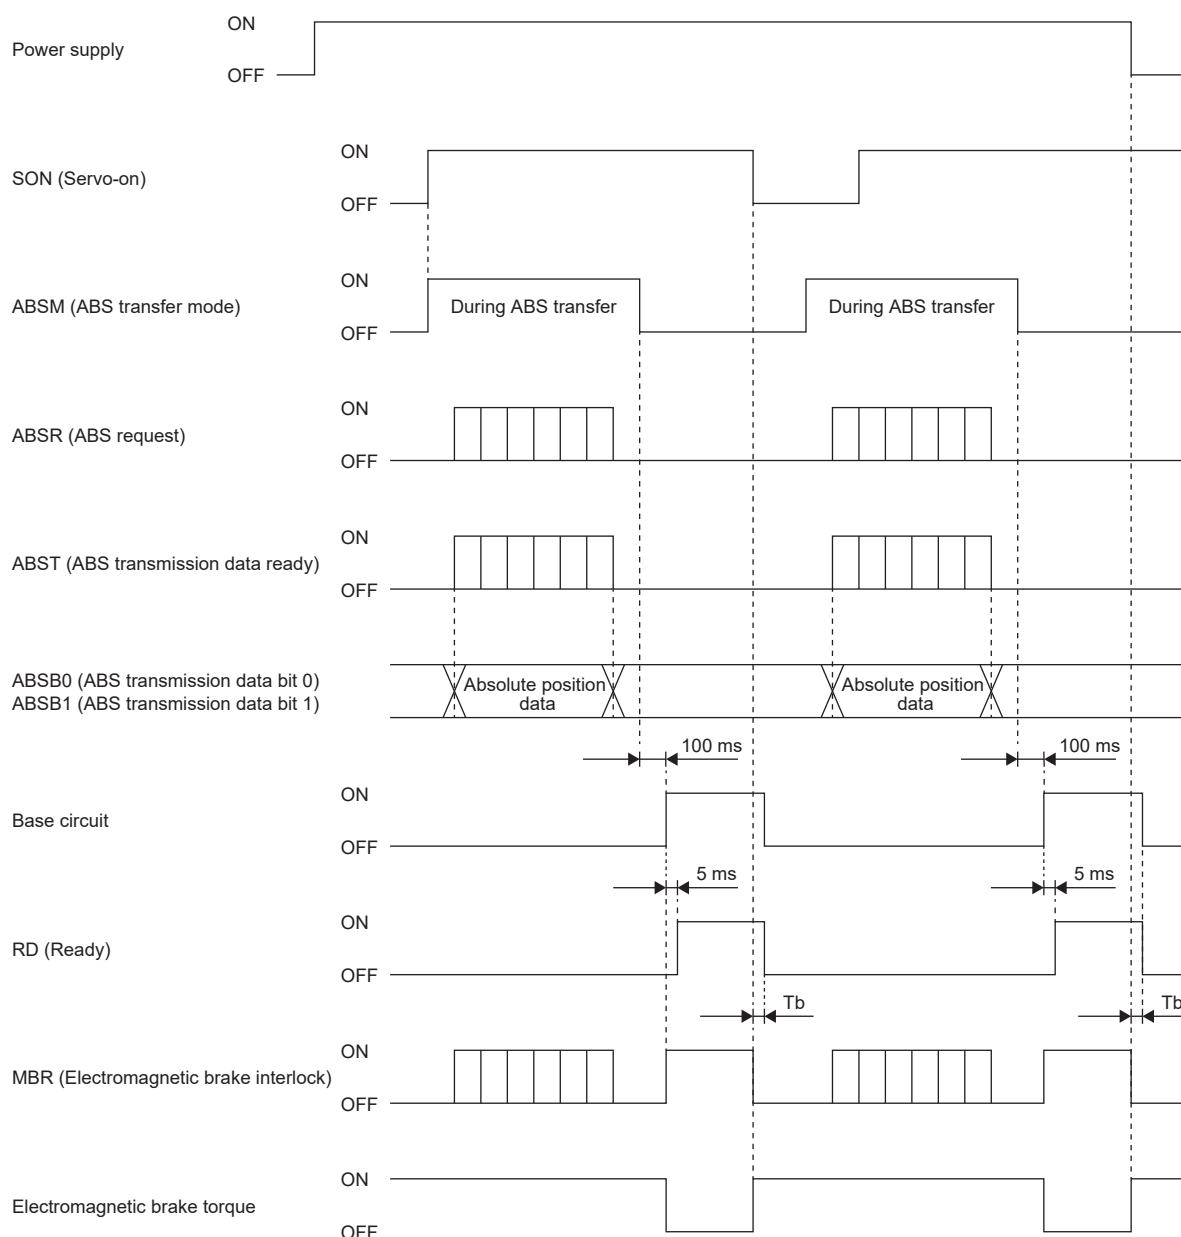 ON
Power supply
OFF
ON
SON (Servo-on)
OFF
ON
ABSM (ABS transfer mode)
During ABS transfer
During ABS transfer
OFF
ON
ABSR (ABS request)
OFF
ON
ABST (ABS transmission data ready)
OFF
ABSB0 (ABS transmission data bit 0)
ABSB1 (ABS transmission data bit 1)
Absolute position
data
Absolute position
data
100 ms
100 ms
ON
Base circuit
OFF
5 ms
5 ms
ON
RD (Ready)
OFF
Tb
Tb
ON
MBR (Electromagnetic brake interlock)
OFF
ON
Electromagnetic brake torque
OFF